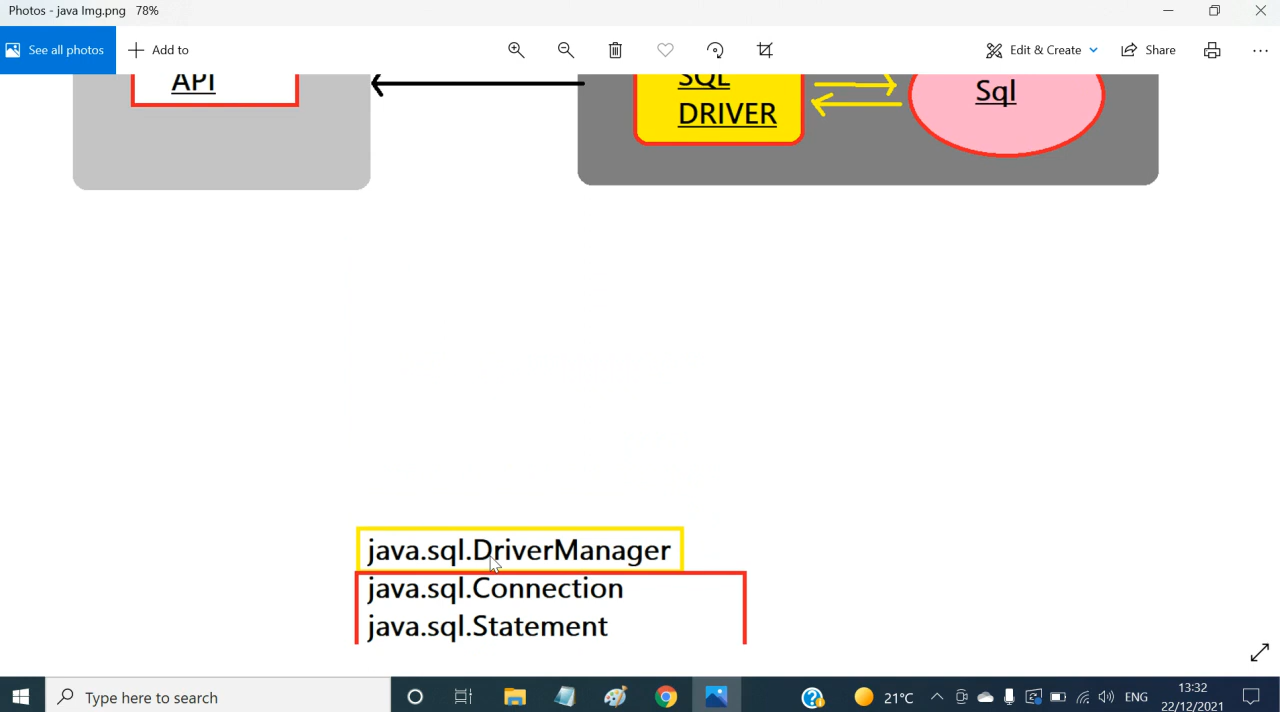 Photos - java Img.png 78%
See all photos
Add to
Edit & Create
Share
API
SQL
DRIVER
Sql
java.sql.DriverManager
java.sql.Connection
java.sql.Statement
Type here to search
21°C
ENG
13:32
22/12/2021